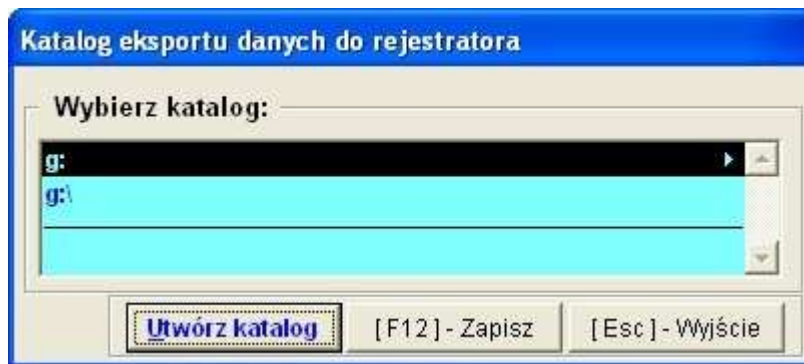 Katalog eksportu danych do rejestratora
Wybierz katalog:
g:
g:\
Utwórz katalog [ F12 ] - Zapisz [ Esc ] - Wyjście